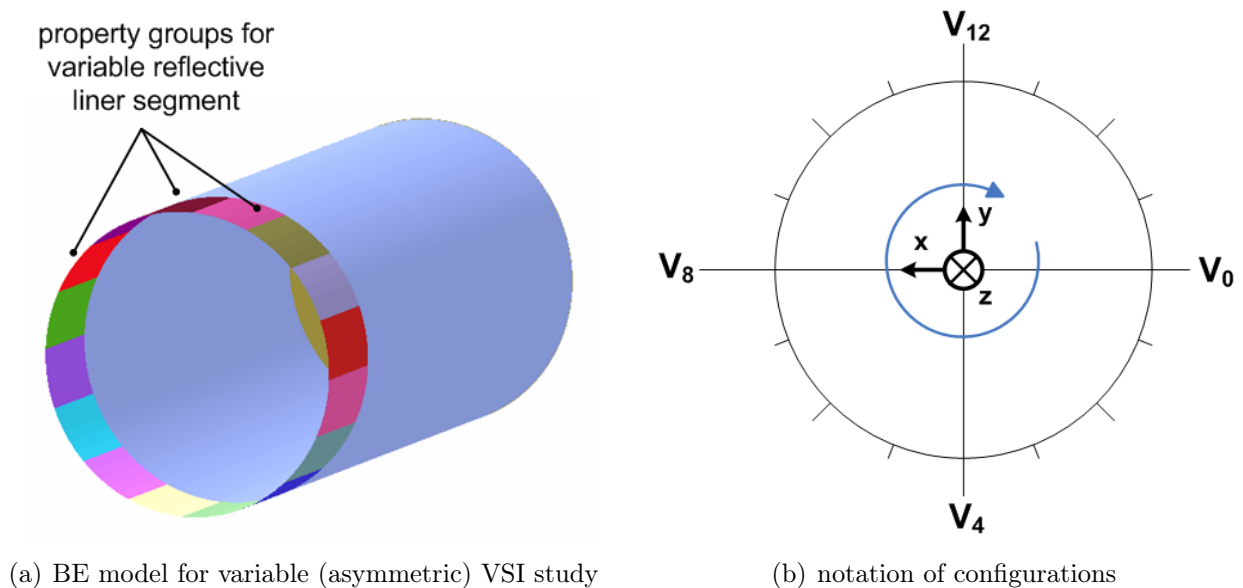 property groups for
variable reflective
liner segment
V₁₂
y
x
V₈
V₀
z
V₄
(a) BE model for variable (asymmetric) VSI study
(b) notation of configurations